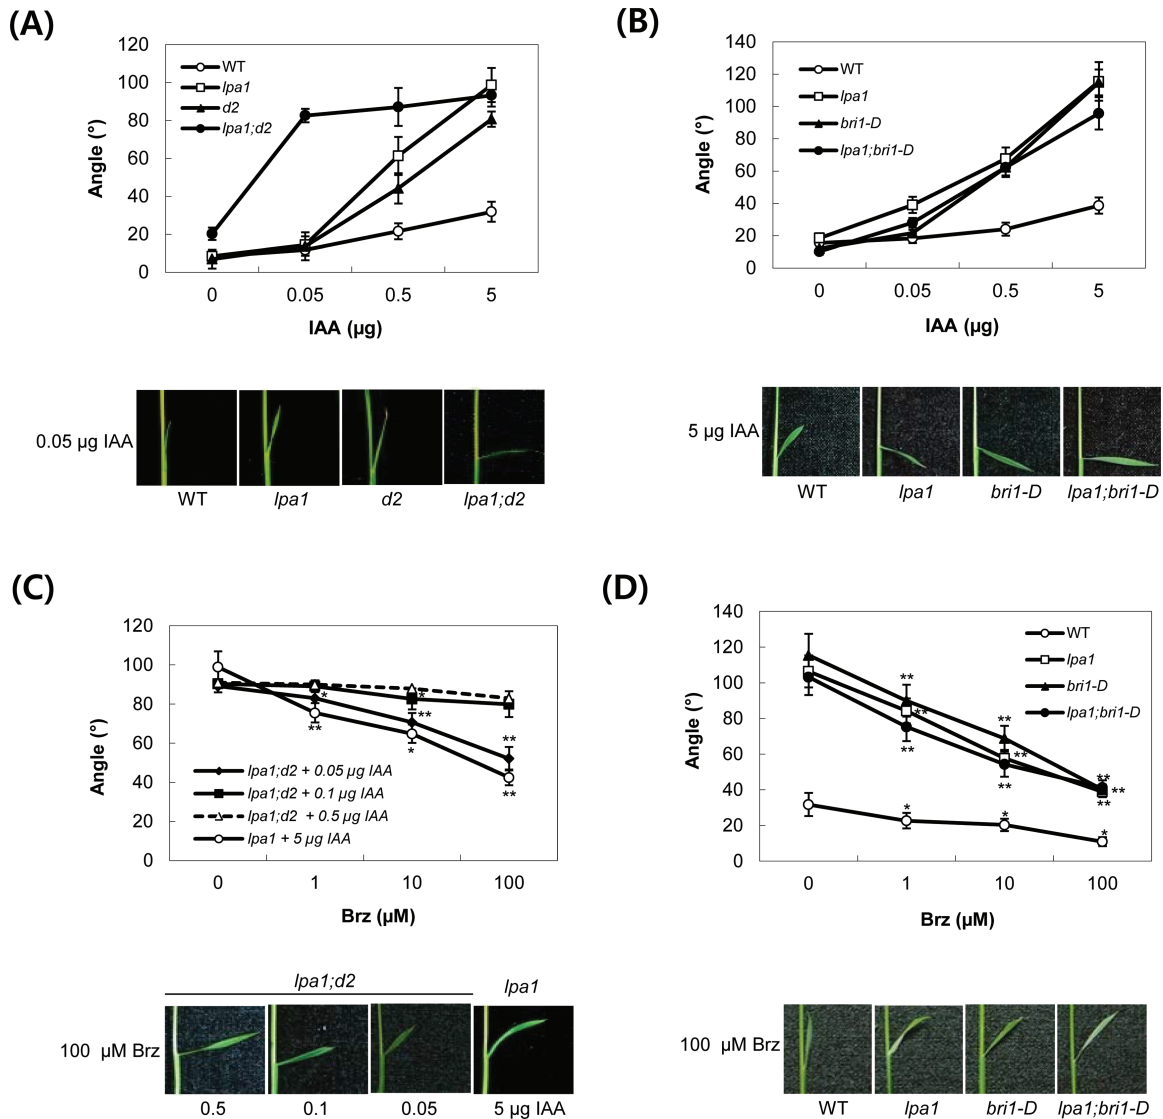 (A)
120
100
80
60
40
20
0
Angle (°)
WT
lpa1
d2
lpa1;d2
0 0.05 0.5 5
IAA (µg)
0.05 µg IAA
WT lpa1 d2 lpa1;d2
(B)
140
120
100
80
60
40
20
0
Angle (°)
WT
lpa1
bri1-D
lpa1;bri1-D
0 0.05 0.5 5
IAA (µg)
5 µg IAA
WT lpa1 bri1-D lpa1;bri1-D
(C)
120
100
80
60
40
20
0
Angle (°)
* * ** ** ** * **
lpa1;d2 + 0.05 µg IAA
lpa1;d2 + 0.1 µg IAA
lpa1;d2 + 0.5 µg IAA
lpa1 + 5 µg IAA
0 1 10 100
Brz (µM)
lpa1;d2 lpa1
100 µM Brz
0.5 0.1 0.05 5 µg IAA
(D)
140
120
100
80
60
40
20
0
Angle (°)
WT
lpa1
bri1-D
lpa1;bri1-D
** ** ** ** ** ** ** ** ** * * *
0 1 10 100
Brz (µM)
100 µM Brz
WT lpa1 bri1-D lpa1;bri1-D